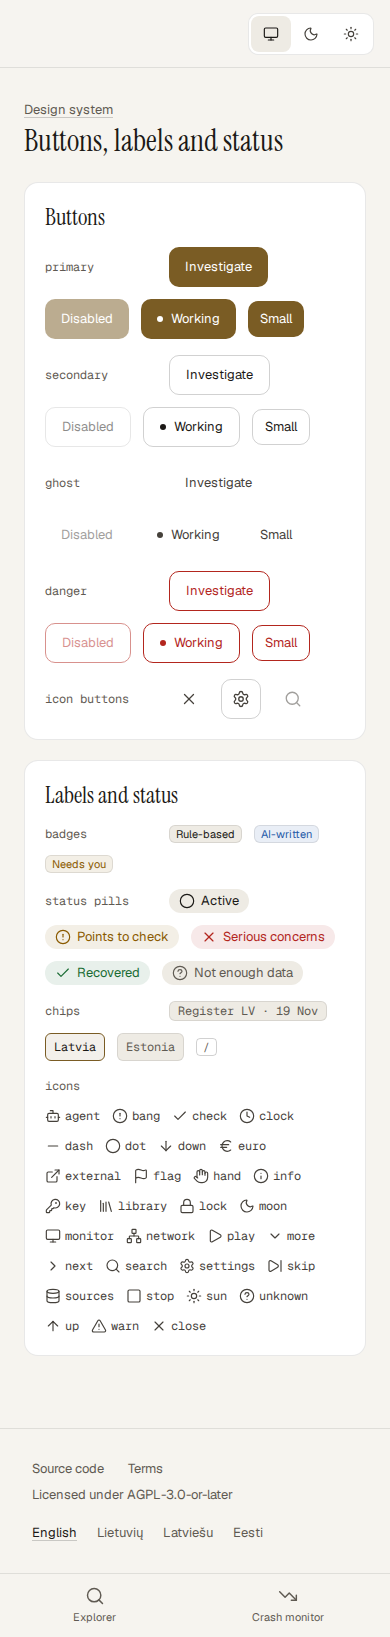 Design system
Buttons, labels and status
Buttons
primary Investigate
Disabled Working Small
secondary Investigate
Disabled Working Small
ghost Investigate
Disabled Working Small
danger Investigate
Disabled Working Small
icon buttons
Labels and status
badges Rule-based AI-written
Needs you
status pills Active
Points to check Serious concerns
Recovered Not enough data
chips Register LV · 19 Nov
Latvia Estonia /
icons
agent bang check clock
dash dot down euro
external flag hand info
key library lock moon
monitor network play more
next search settings skip
sources stop sun unknown
up warn close
Source code Terms
Licensed under AGPL-3.0-or-later
English Lietuvių Latviešu Eesti
Explorer Crash monitor